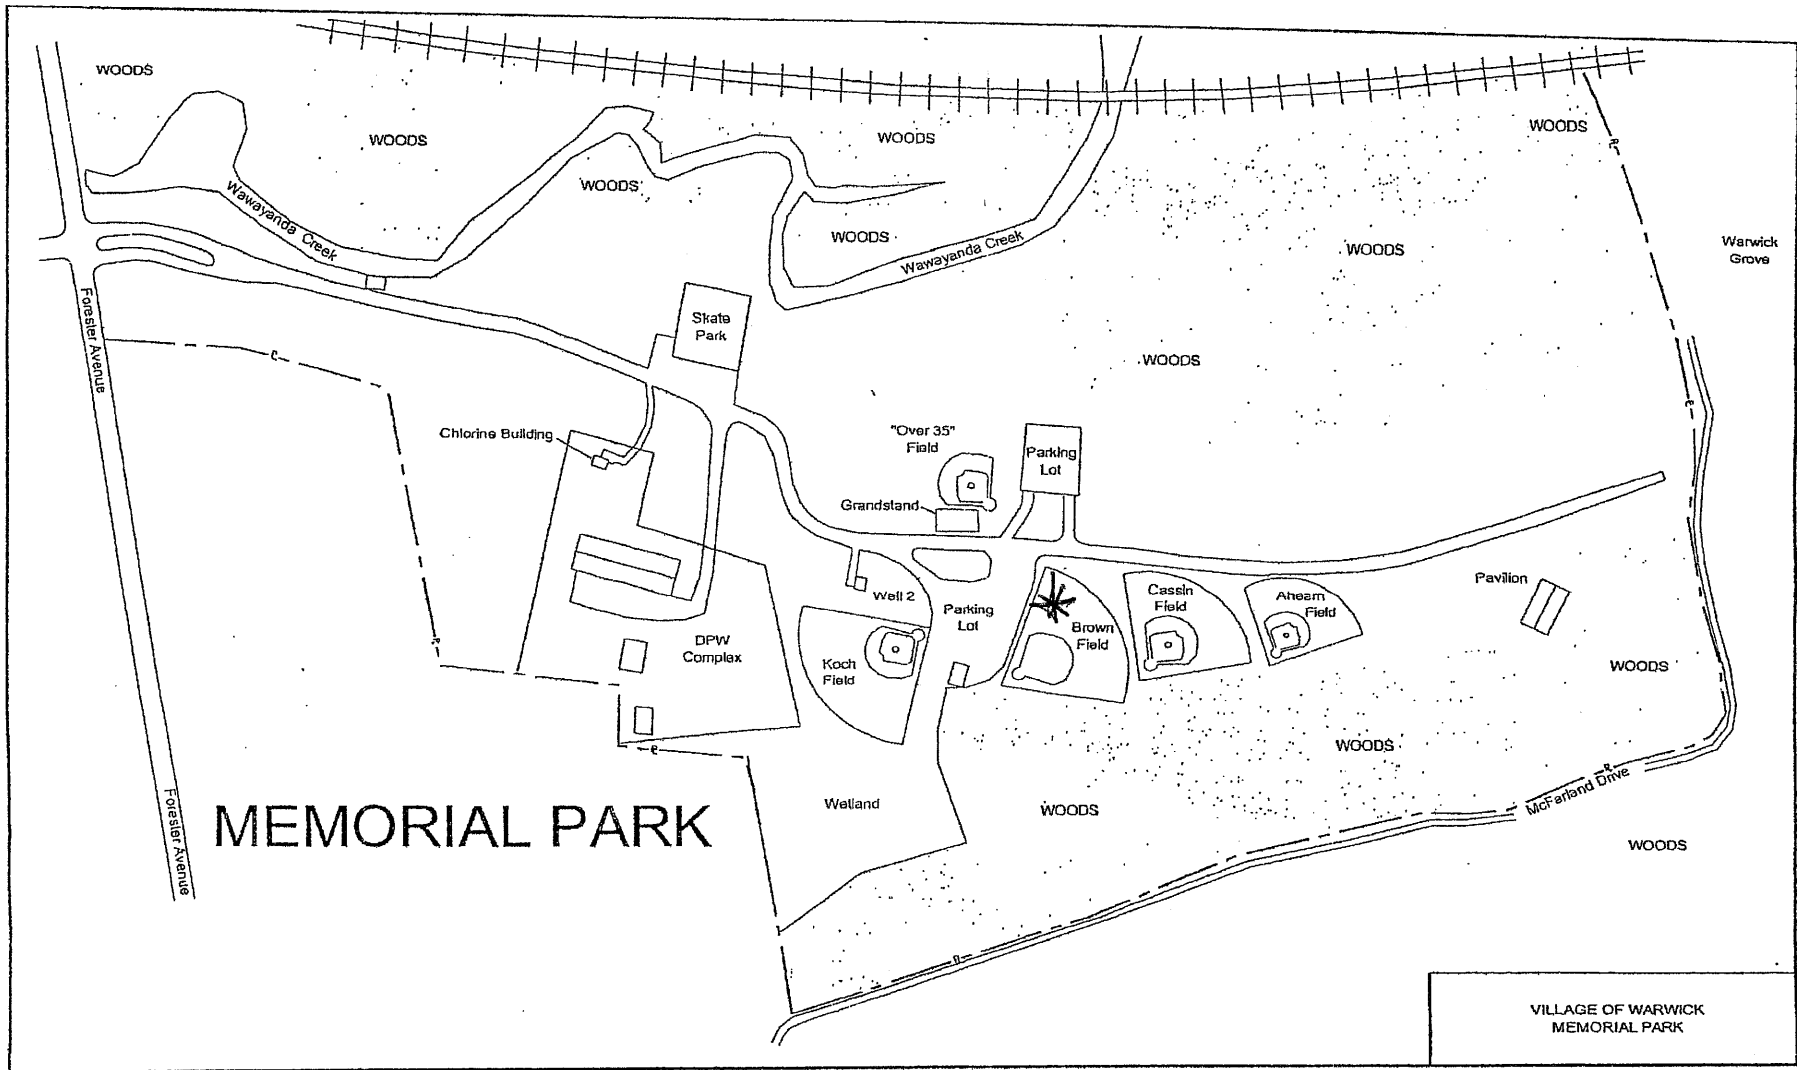 WOODS
WOODS
WOODS
WOODS
WOODS
Wawayanda Creek
WOODS
Wawayanda Creek
WOODS
Warwick
Grove
Forester Avenue
Skate
Park
WOODS
Chlorine Building
"Over 35"
Field
Parking
Lot
Grandstand
Well 2
Parking
Lot
Cassin
Field
Ahearn
Field
Pavilion
Brown
Field
DPW
Complex
Koch
Field
WOODS
WOODS
Forester Avenue
MEMORIAL PARK
Wetland
WOODS
McFarland Drive
WOODS
VILLAGE OF WARWICK
MEMORIAL PARK